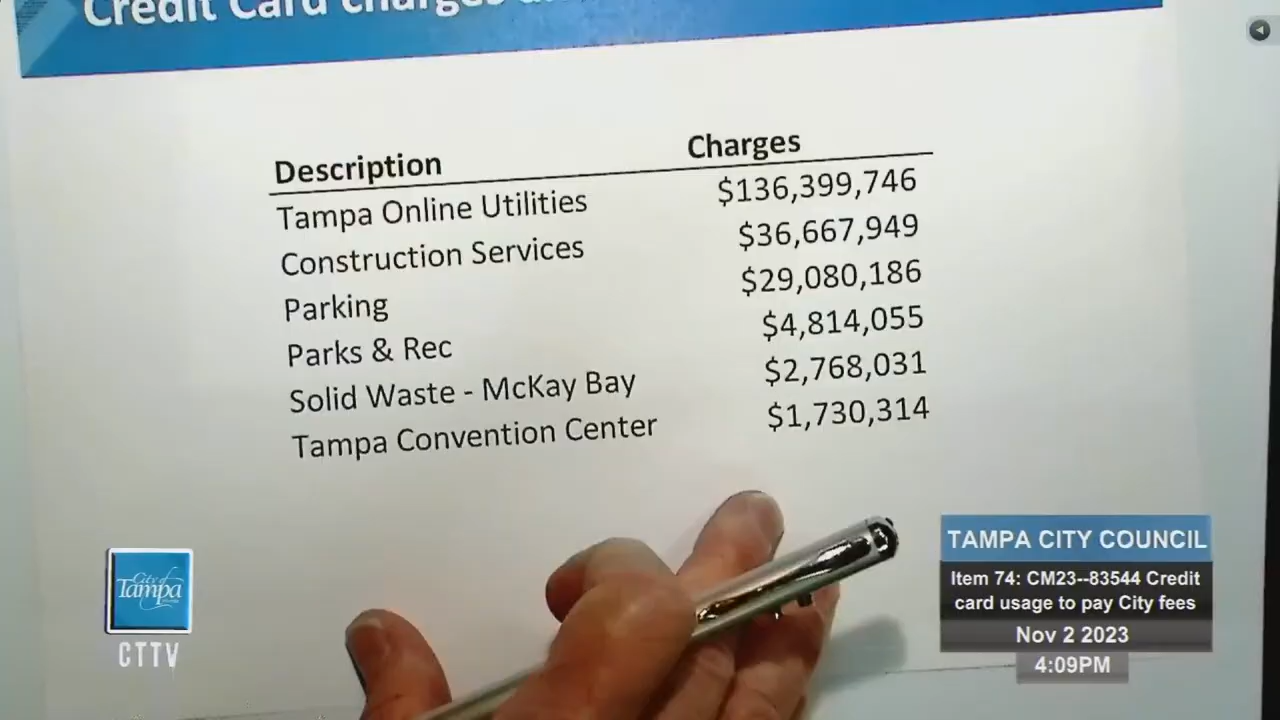 Credit Card charges
Description Charges
Tampa Online Utilities $136,399,746
Construction Services $36,667,949
Parking $29,080,186
Parks & Rec $4,814,055
Solid Waste - McKay Bay $2,768,031
Tampa Convention Center $1,730,314
City of
Tampa
CTTV
TAMPA CITY COUNCIL
Item 74: CM23--83544 Credit
card usage to pay City fees
Nov 2 2023
4:09PM